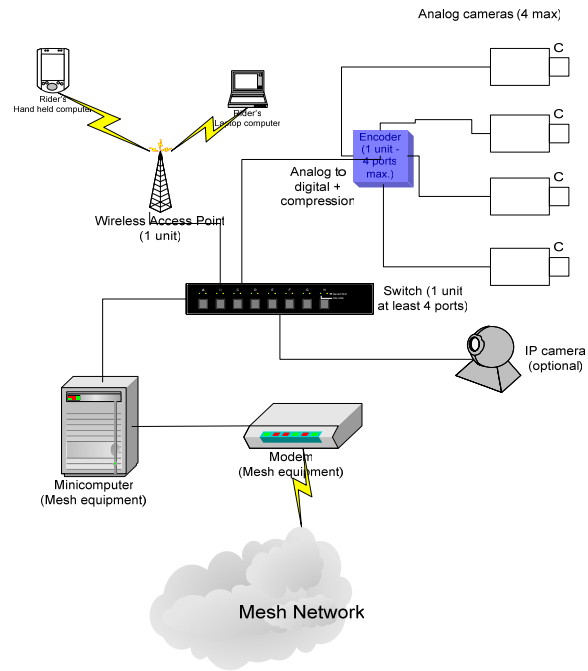 Analog cameras (4 max)
C
Rider's
Hand held computer
Rider's
Laptop computer
C
Encoder
(1 unit -
4 ports
max.)
Analog to
digital +
compression
C
Wireless Access Point
(1 unit)
C
Switch (1 unit
at least 4 ports)
IP camera
(optional)
Modem
(Mesh equipment)
Minicomputer
(Mesh equipment)
Mesh Network